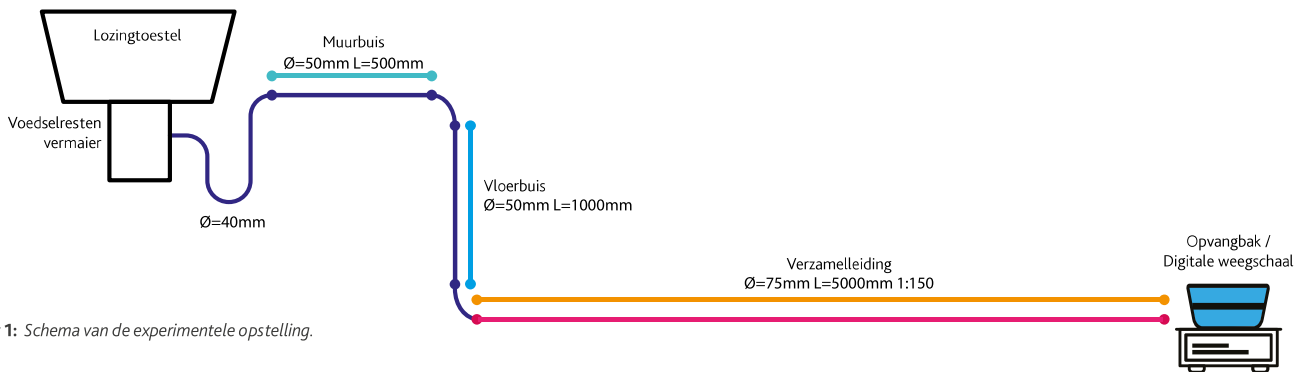 Lozingtoestel
Muurbuis
Ø=50mm L=500mm
Voedselresten
vermaier
Ø=40mm
Vloerbuis
Ø=50mm L=1000mm
Verzamelleiding
Ø=75mm L=5000mm 1:150
Opvangbak /
Digitale weegschaal
1: Schema van de experimentele opstelling.